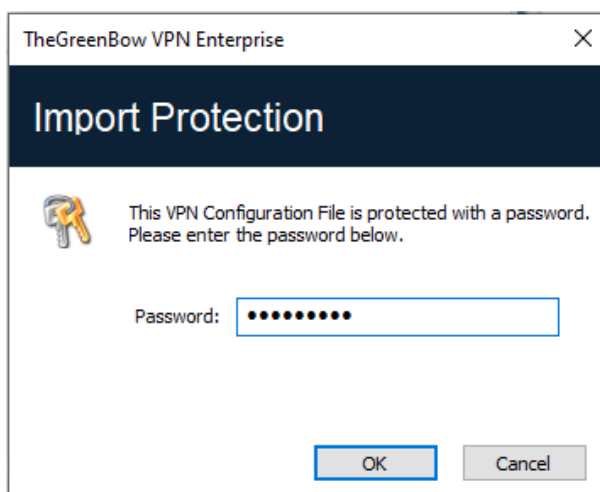 TheGreenBow VPN Enterprise
Import Protection
This VPN Configuration File is protected with a password.
Please enter the password below.
Password: •••••••••
OK Cancel